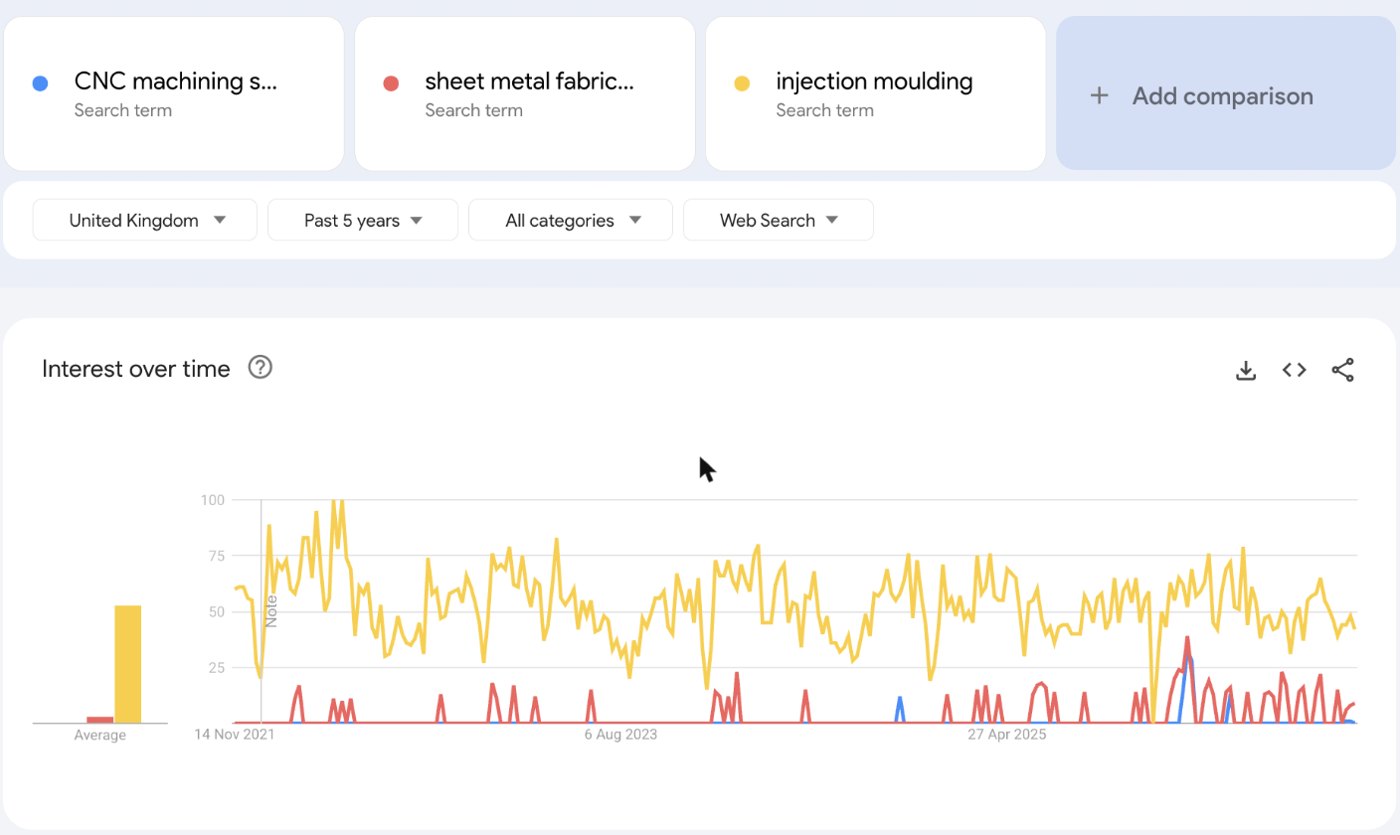 CNC machining s...
Search term
sheet metal fabric...
Search term
injection moulding
Search term
+ Add comparison
United Kingdom
Past 5 years
All categories
Web Search
Interest over time
?
100
75
50
25
Note
Average
14 Nov 2021
6 Aug 2023
27 Apr 2025